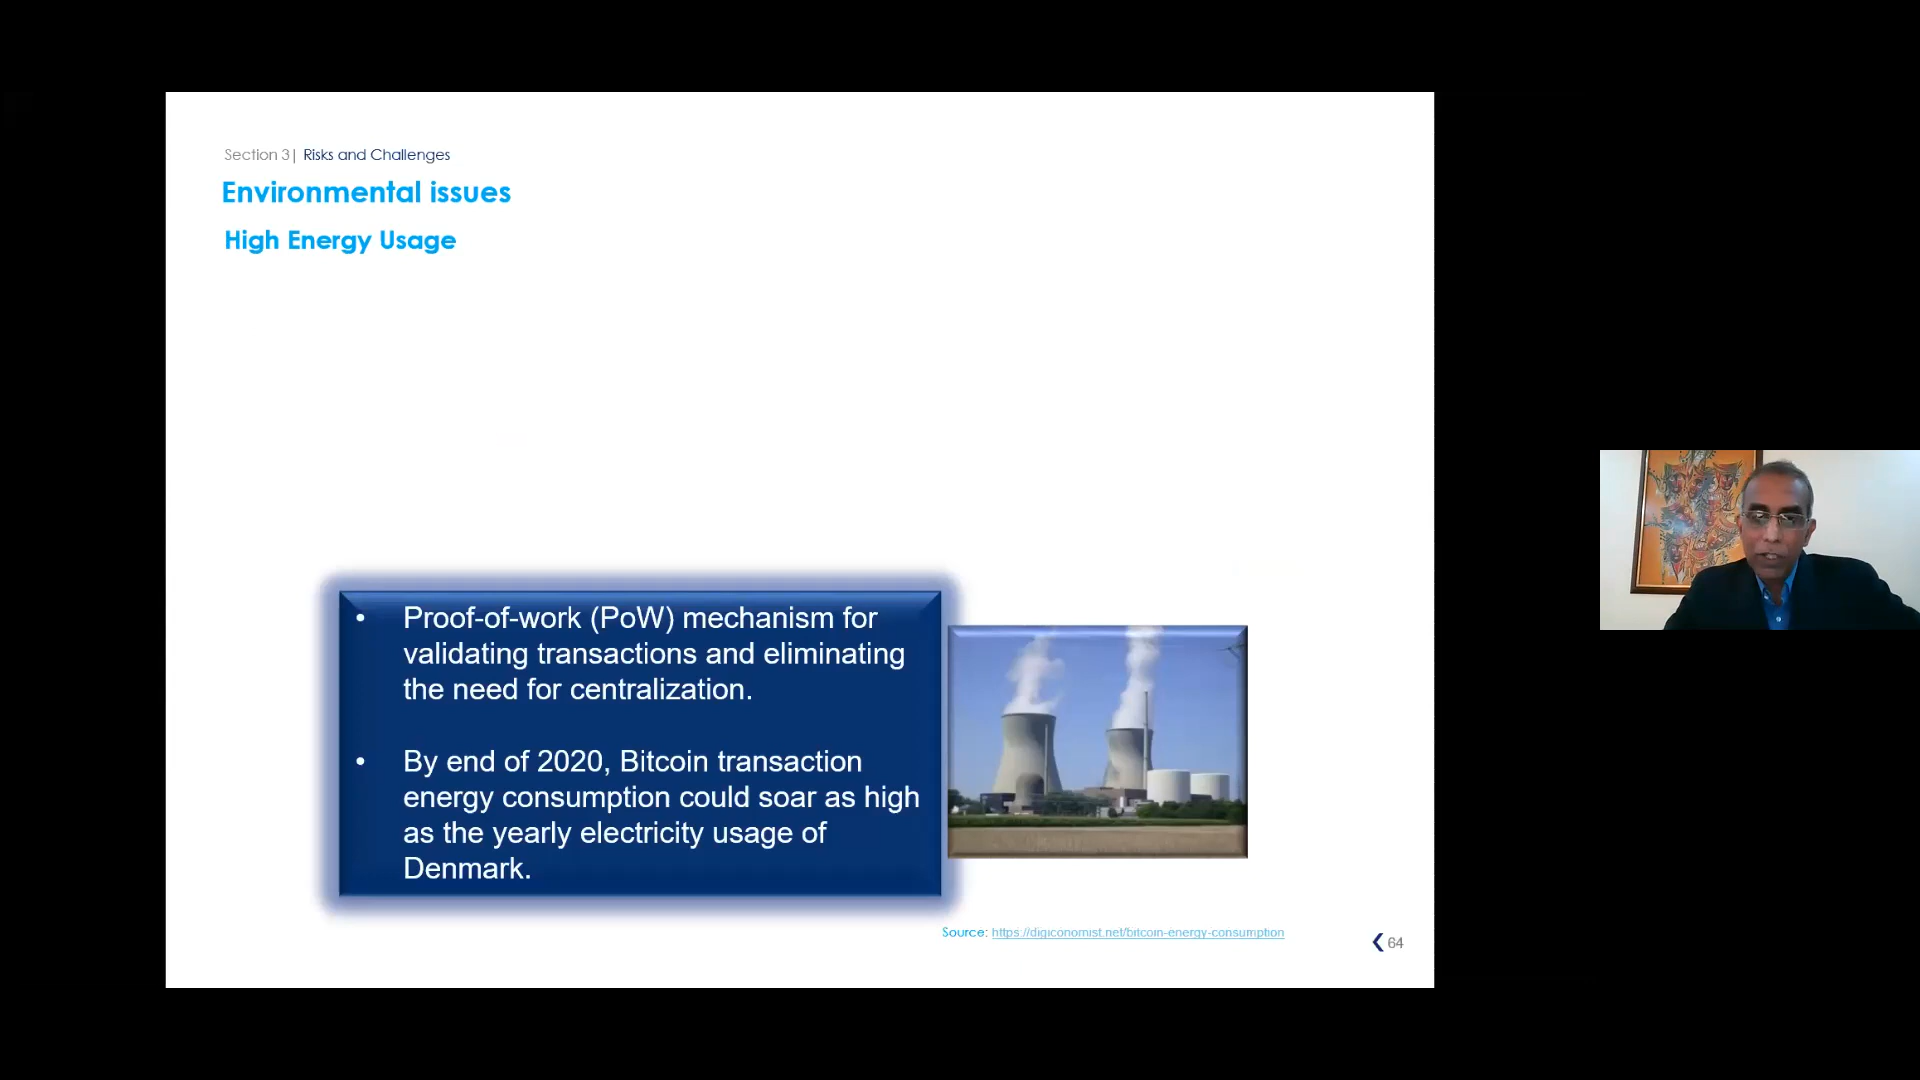 Section 3| Risks and Challenges
Environmental issues
High Energy Usage
• Proof-of-work (PoW) mechanism for
validating transactions and eliminating
the need for centralization.
• By end of 2020, Bitcoin transaction
energy consumption could soar as high
as the yearly electricity usage of
Denmark.
Source: https://digiconomist.net/bitcoin-energy-consumption
64